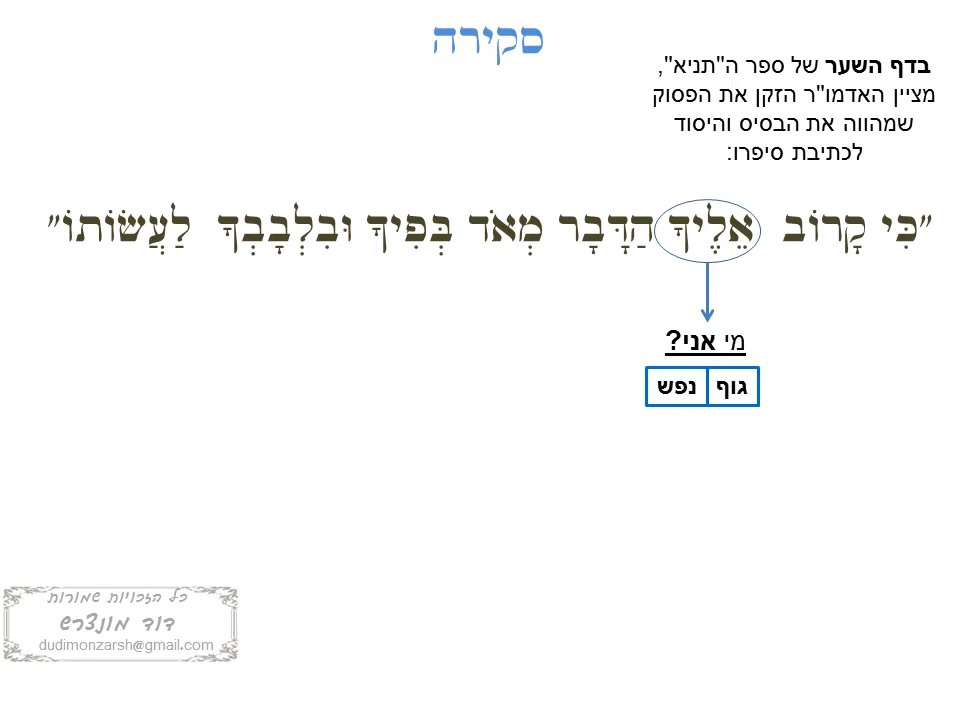 סקירה
בדף השער של ספר ה"תניא",
מציין האדמו"ר הזקן את הפסוק
שמהווה את הבסיס והיסוד
לכתיבת סיפרו:
"כִּי קָרוֹב אֵלֶיךָ הַדָּבָר מְאֹד בְּפִיךָ וּבִלְבָבְךָ לַעֲשׂוֹתוֹ"
מי אני?
גוף נפש
כל הזכויות שמורות
דוד מונצרש
dudimonzarsh@gmail.com